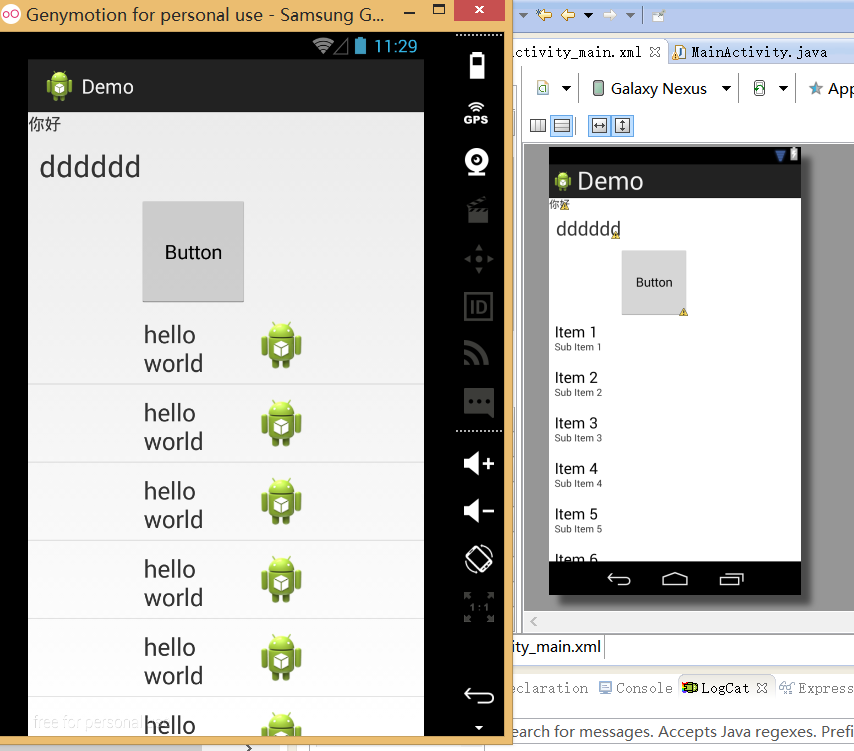 Genymotion for personal use - Samsung G...
11:29
Demo
你好
dddddd
Button
hello
world
hello
world
hello
world
hello
world
hello
world
hello
free for personal use
GPS
ID
1:1
ctivity_main.xml
MainActivity.java
Galaxy Nexus
App
Demo
你好
dddddd
Button
Item 1
Sub Item 1
Item 2
Sub Item 2
Item 3
Sub Item 3
Item 4
Sub Item 4
Item 5
Sub Item 5
Item 6
ity_main.xml
eclaration
Console
LogCat
Express
earch for messages. Accepts Java regexes. Prefi